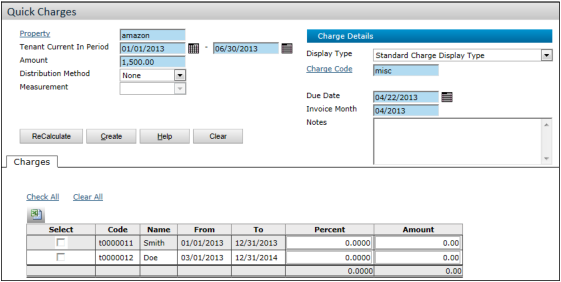 Quick Charges
Property amazon
Tenant Current In Period 01/01/2013 - 06/30/2013
Amount 1,500.00
Distribution Method None
Measurement
ReCalculate Create Help Clear
Charge Details
Display Type Standard Charge Display Type
Charge Code misc
Due Date 04/22/2013
Invoice Month 04/2013
Notes
Charges
Check All Clear All
Select Code Name From To Percent Amount
t0000011 Smith 01/01/2013 12/31/2013 0.0000 0.00
t0000012 Doe 03/01/2013 12/31/2014 0.0000 0.00
0.0000 0.00